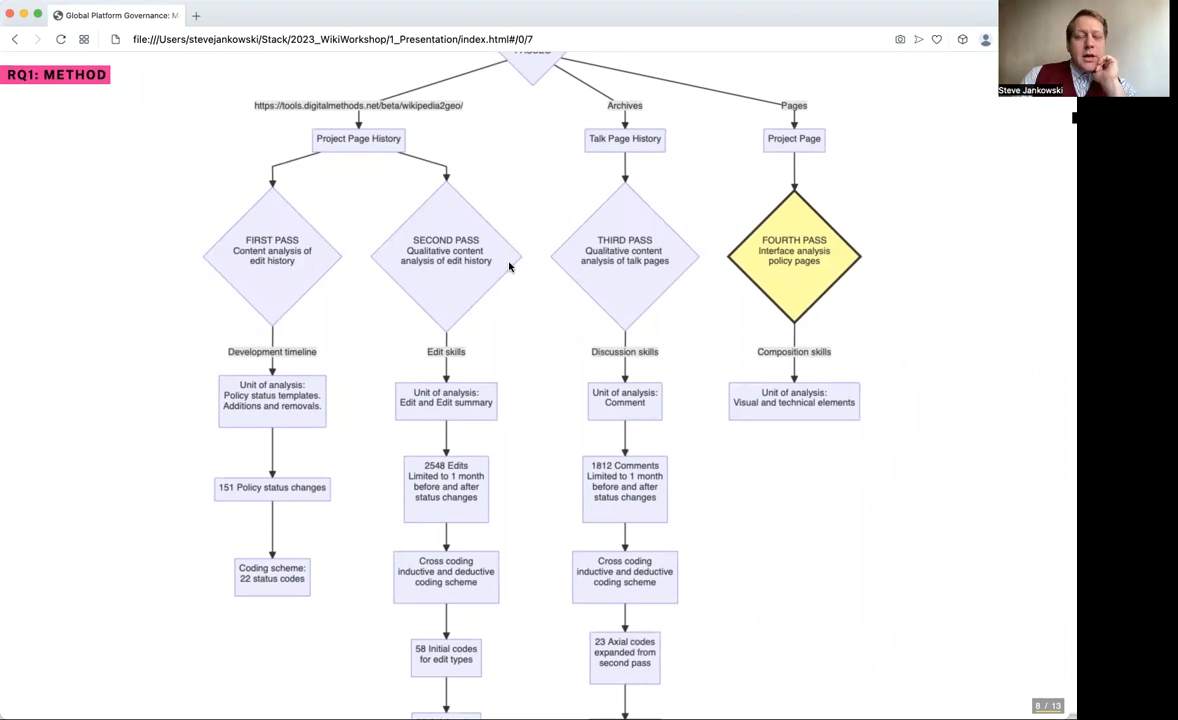 Global Platform Governance: M
file:///Users/stevejankowski/Stack/2023_WikiWorkshop/1_Presentation/index.html#/0/7
Steve Jankowski
RQ1: METHOD
https://tools.digitalmethods.net/beta/wikipedia2geo/
Archives
Pages
Project Page History
Talk Page History
Project Page
FIRST PASS
Content analysis of
edit history
SECOND PASS
Qualitative content
analysis of edit history
THIRD PASS
Qualitative content
analysis of talk pages
FOURTH PASS
Interface analysis
policy pages
Development timeline
Edit skills
Discussion skills
Composition skills
Unit of analysis:
Policy status templates.
Additions and removals.
Unit of analysis:
Edit and Edit summary
Unit of analysis:
Comment
Unit of analysis:
Visual and technical elements
151 Policy status changes
2548 Edits
Limited to 1 month
before and after
status changes
1812 Comments
Limited to 1 month
before and after
status changes
Coding scheme:
22 status codes
Cross coding
inductive and deductive
coding scheme
Cross coding
inductive and deductive
coding scheme
58 Initial codes
for edit types
23 Axial codes
expanded from
second pass
8 / 13